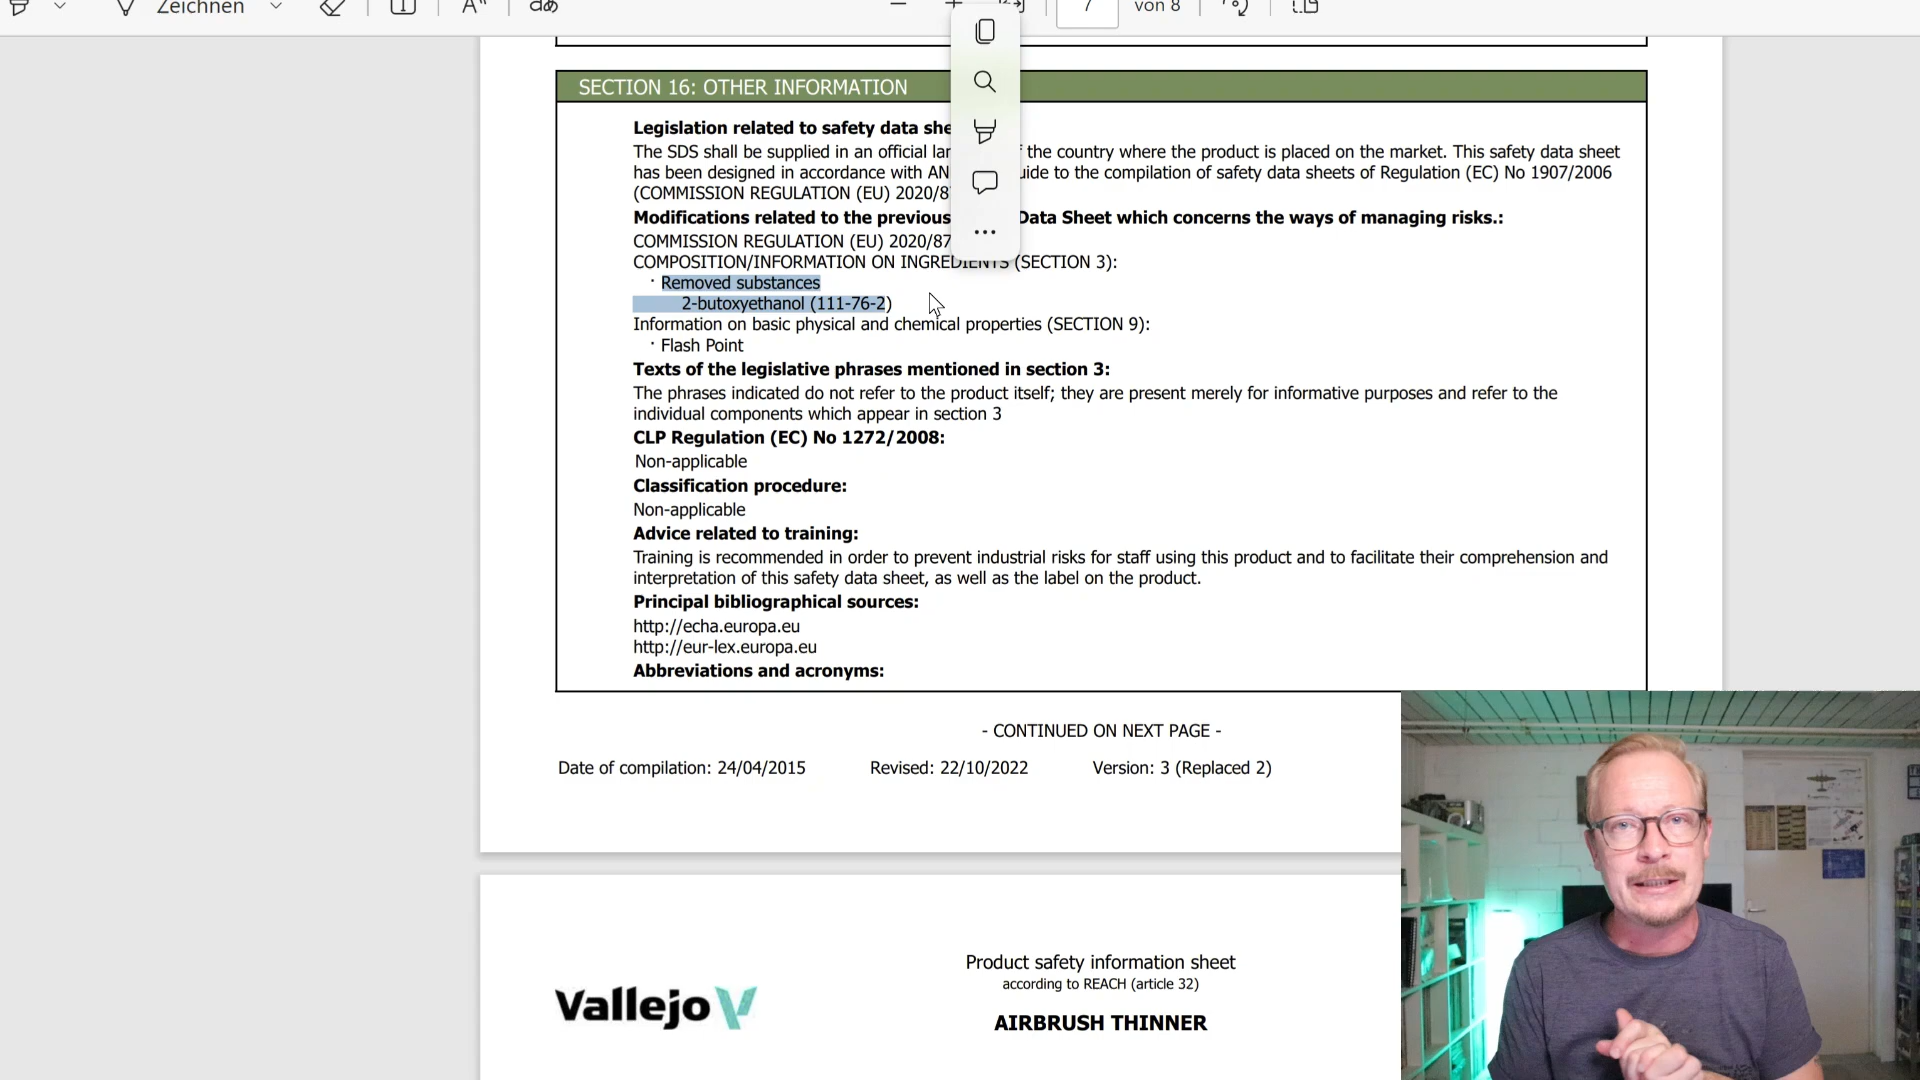 Zeichnen
7 von 8
SECTION 16: OTHER INFORMATION
Legislation related to safety data she
The SDS shall be supplied in an official lan the country where the product is placed on the market. This safety data sheet
has been designed in accordance with AN uide to the compilation of safety data sheets of Regulation (EC) No 1907/2006
(COMMISSION REGULATION (EU) 2020/8
Modifications related to the previous Data Sheet which concerns the ways of managing risks.:
COMMISSION REGULATION (EU) 2020/87
COMPOSITION/INFORMATION ON INGREDIENTS (SECTION 3):
· Removed substances
2-butoxyethanol (111-76-2)
Information on basic physical and chemical properties (SECTION 9):
· Flash Point
Texts of the legislative phrases mentioned in section 3:
The phrases indicated do not refer to the product itself; they are present merely for informative purposes and refer to the
individual components which appear in section 3
CLP Regulation (EC) No 1272/2008:
Non-applicable
Classification procedure:
Non-applicable
Advice related to training:
Training is recommended in order to prevent industrial risks for staff using this product and to facilitate their comprehension and
interpretation of this safety data sheet, as well as the label on the product.
Principal bibliographical sources:
http://echa.europa.eu
http://eur-lex.europa.eu
Abbreviations and acronyms:
- CONTINUED ON NEXT PAGE -
Date of compilation: 24/04/2015 Revised: 22/10/2022 Version: 3 (Replaced 2)
Product safety information sheet
according to REACH (article 32)
Vallejo
AIRBRUSH THINNER